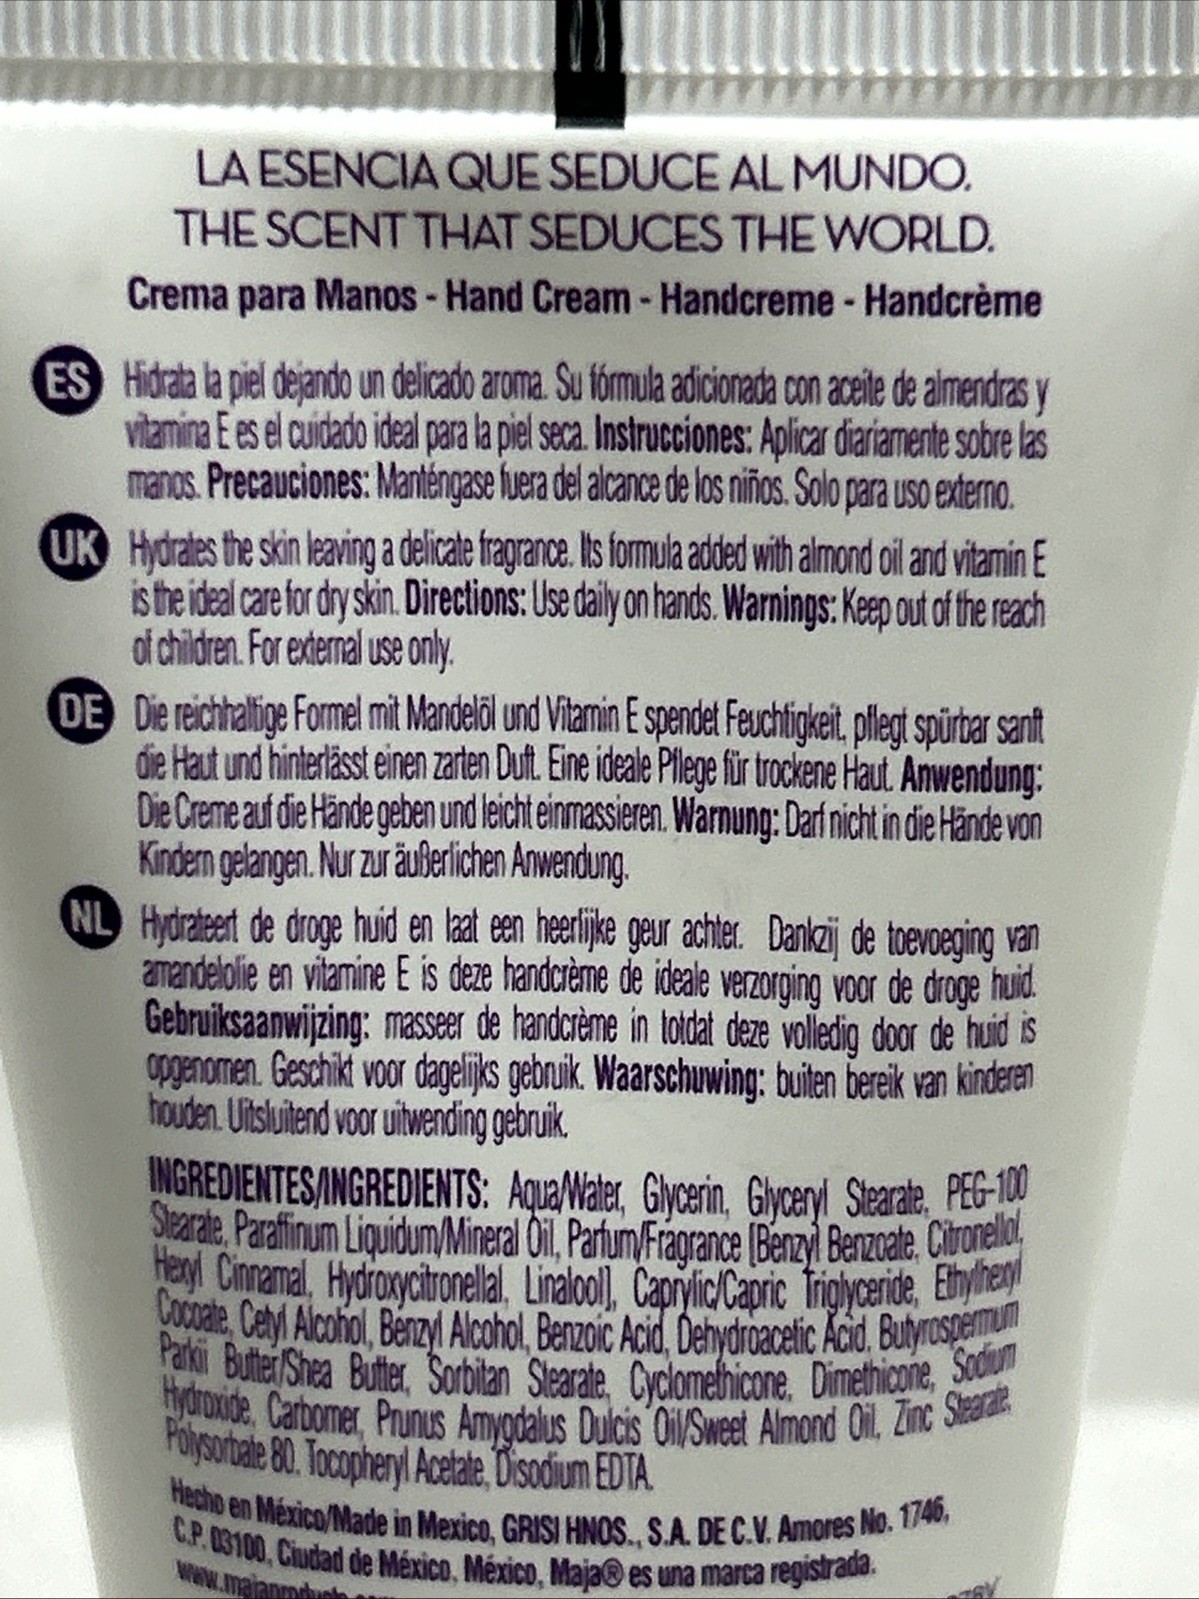 LA ESENCIA QUE SEDUCE AL MUNDO.
THE SCENT THAT SEDUCES THE WORLD.
Crema para Manos - Hand Cream - Handcreme - Handcrème
ES Hidrata la piel dejando un delicado aroma. Su fórmula adicionada con aceite de almendras y
vitamina E es el cuidado ideal para la piel seca. Instrucciones: Aplicar diariamente sobre las
manos. Precauciones: Manténgase fuera del alcance de los niños. Solo para uso externo.
UK Hydrates the skin leaving a delicate fragrance. Its formula added with almond oil and vitamin E
is the ideal care for dry skin. Directions: Use daily on hands. Warnings: Keep out of the reach
of children. For external use only.
DE Die reichhaltige Formel mit Mandelöl und Vitamin E spendet Feuchtigkeit, pflegt spürbar sanft
die Haut und hinterlässt einen zarten Duft. Eine ideale Pflege für trockene Haut. Anwendung:
Die Creme auf die Hände geben und leicht einmassieren. Warnung: Darf nicht in die Hände von
Kindern gelangen. Nur zur äußerlichen Anwendung.
NL Hydrateert de droge huid en laat een heerlijke geur achter. Dankzij de toevoeging van
amandelolie en vitamine E is deze handcrème de ideale verzorging voor de droge huid.
Gebruiksaanwijzing: masseer de handcrème in totdat deze volledig door de huid is
opgenomen. Geschikt voor dagelijks gebruik. Waarschuwing: buiten bereik van kinderen
houden. Uitsluitend voor uitwending gebruik.
INGREDIENTES/INGREDIENTS: Aqua/Water, Glycerin, Glyceryl Stearate, PEG-100
Stearate, Paraffinum Liquidum/Mineral Oil, Parfum/Fragrance [Benzyl Benzoate, Citronellol,
Hexyl Cinnamal, Hydroxycitronellal, Linalool], Caprylic/Capric Triglyceride, Ethylhexyl
Cocoate, Cetyl Alcohol, Benzyl Alcohol, Benzoic Acid, Dehydroacetic Acid, Butyrospermum
Parkii Butter/Shea Butter, Sorbitan Stearate, Cyclomethicone, Dimethicone, Sodium
Hydroxide, Carbomer, Prunus Amygdalus Dulcis Oil/Sweet Almond Oil, Zinc Stearate,
Polysorbate 80, Tocopheryl Acetate, Disodium EDTA.
Hecho en México/Made in Mexico, GRISI HNOS., S.A. DE C.V. Amores No. 1746,
C.P. 03100, Ciudad de México, México, Maja® es una marca registrada.